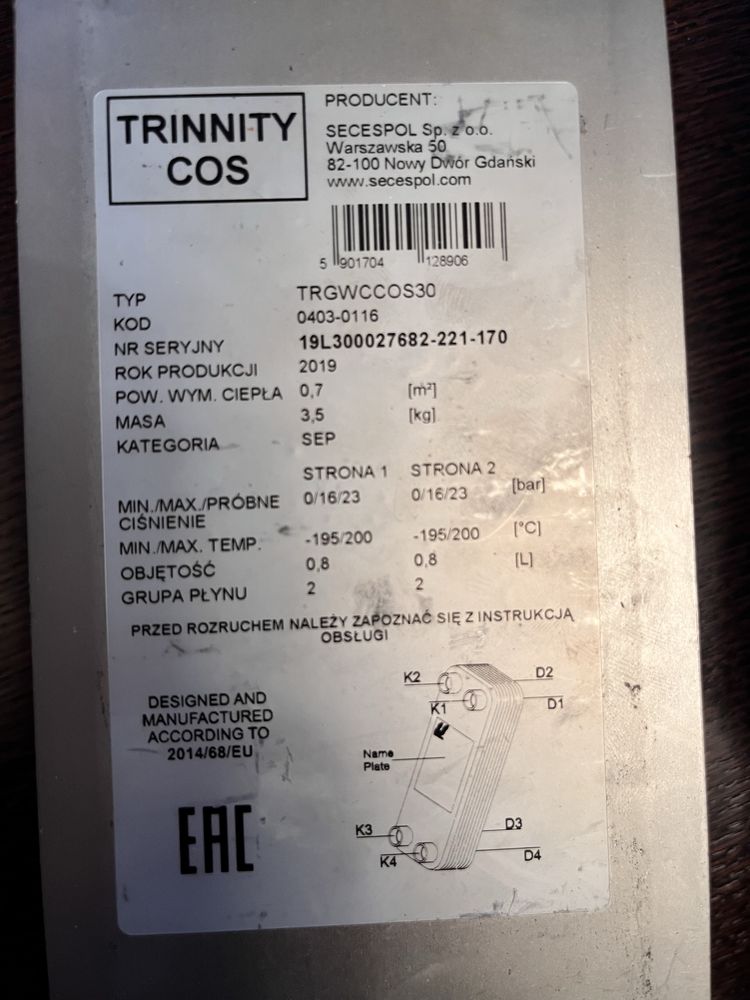 TRINNITY
COS
PRODUCENT:
SECESPOL Sp. z o.o.
Warszawska 50
82-100 Nowy Dwór Gdański
www.secespol.com
5 901704 128906
TYP TRGWCCOS30
KOD 0403-0116
NR SERYJNY 19L300027682-221-170
ROK PRODUKCJI 2019
POW. WYM. CIEPŁA 0,7 [m²]
MASA 3,5 [kg]
KATEGORIA SEP
STRONA 1 STRONA 2
MIN./MAX./PRÓBNE 0/16/23 0/16/23 [bar]
CIŚNIENIE
MIN./MAX. TEMP. -195/200 -195/200 [°C]
OBJĘTOŚĆ 0,8 0,8 [L]
GRUPA PŁYNU 2 2
PRZED ROZRUCHEM NALEŻY ZAPOZNAĆ SIĘ Z INSTRUKCJĄ
OBSŁUGI
DESIGNED AND
MANUFACTURED
ACCORDING TO
2014/68/EU
EAC
K2 D2
K1 D1
Name
Plate
K3 D3
K4 D4